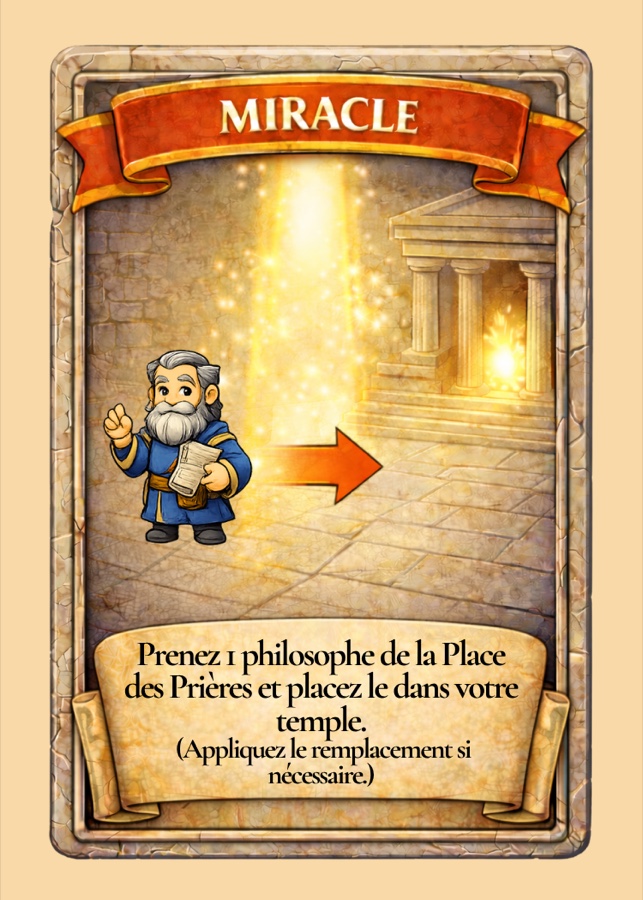 MIRACLE
Prenez 1 philosophe de la Place
des Prières et placez le dans votre
temple.
(Appliquez le remplacement si
nécessaire.)